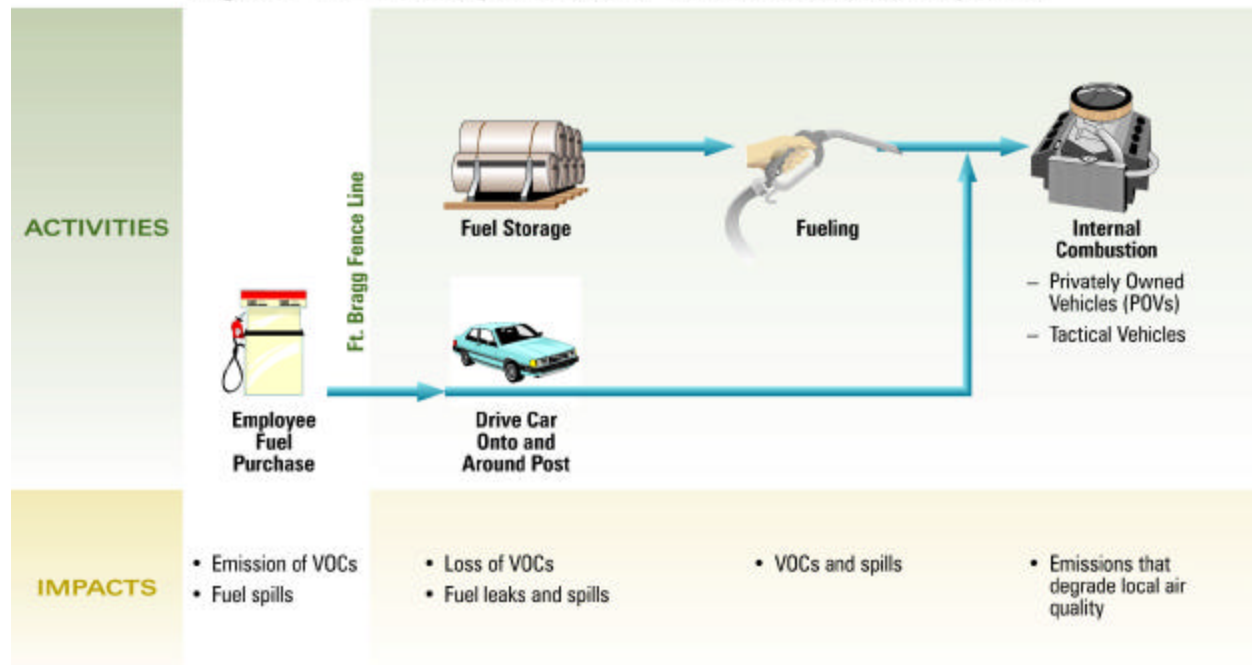 ACTIVITIES
Ft. Bragg Fence Line
Fuel Storage
Fueling
Internal
Combustion
– Privately Owned
Vehicles (POVs)
– Tactical Vehicles
Employee
Fuel
Purchase
Drive Car
Onto and
Around Post
IMPACTS
• Emission of VOCs
• Fuel spills
• Loss of VOCs
• Fuel leaks and spills
• VOCs and spills
• Emissions that
degrade local air
quality